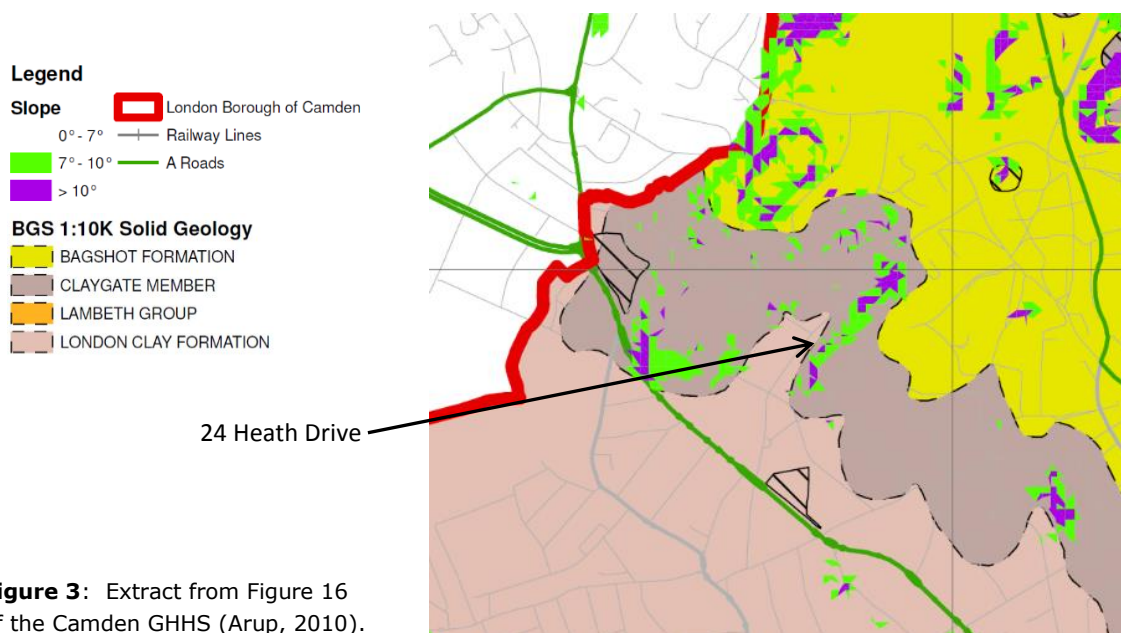 Legend
Slope
London Borough of Camden
0°- 7°
Railway Lines
7°- 10°
A Roads
> 10°
BGS 1:10K Solid Geology
BAGSHOT FORMATION
CLAYGATE MEMBER
LAMBETH GROUP
LONDON CLAY FORMATION
24 Heath Drive
igure 3: Extract from Figure 16
f the Camden GHHS (Arup, 2010).